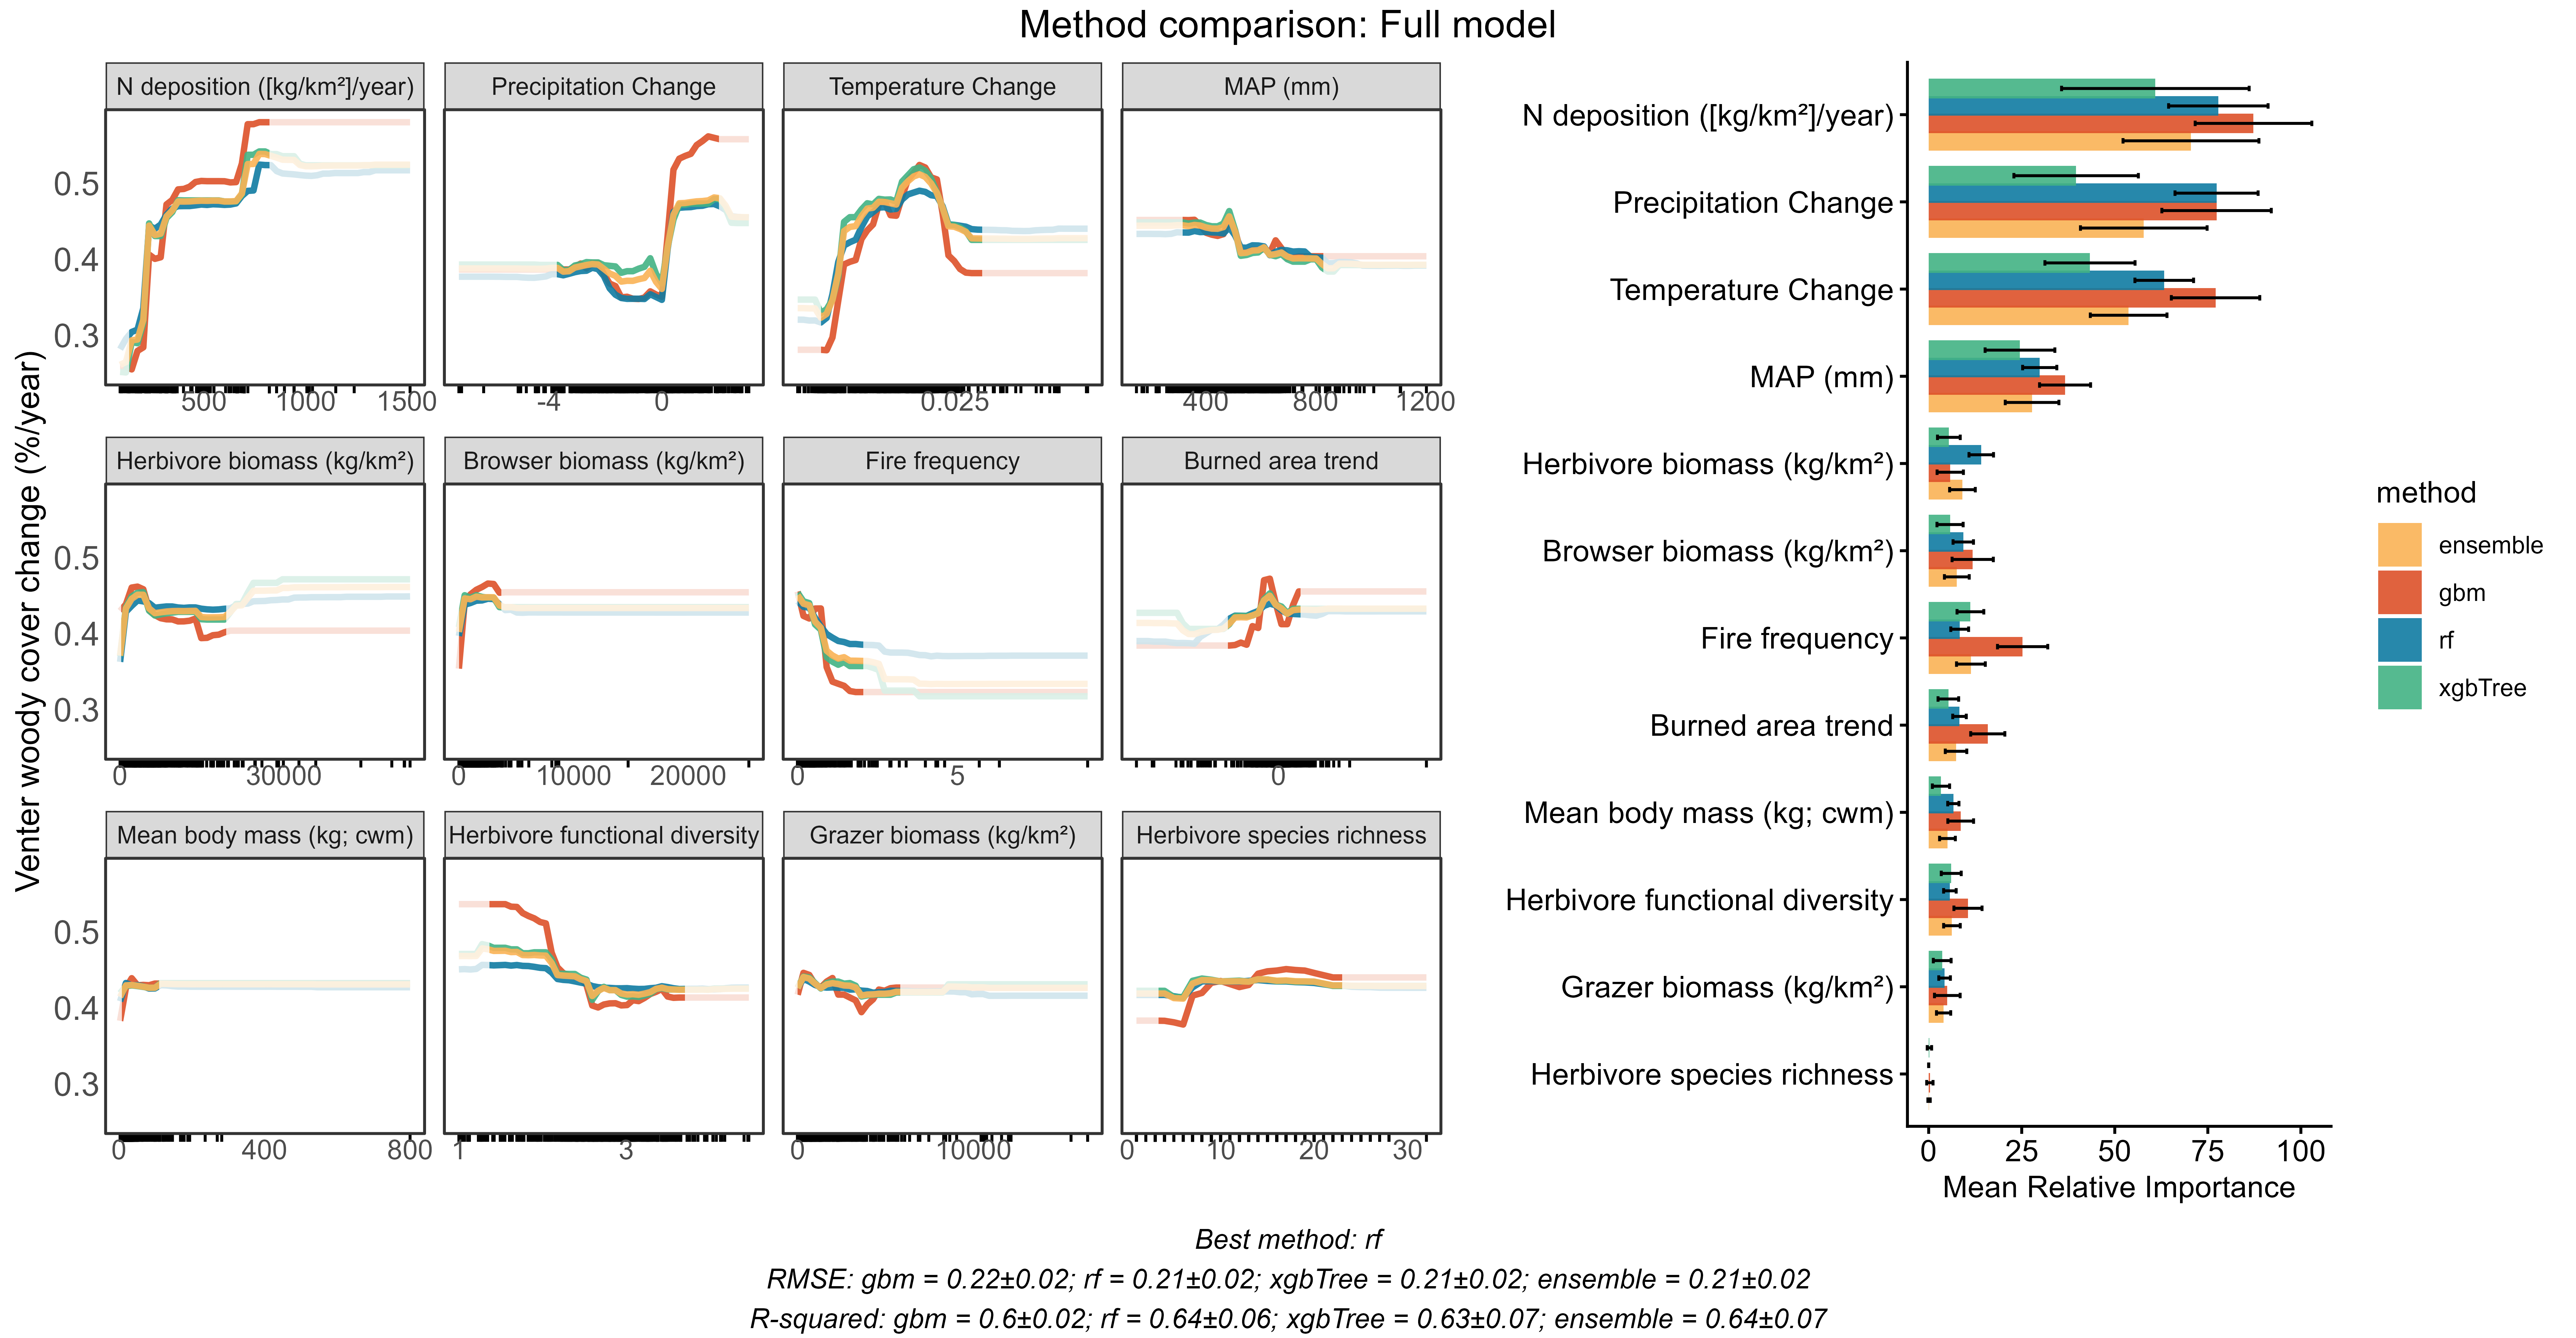 Method comparison: Full model
N deposition ([kg/km²]/year)
Precipitation Change
Temperature Change
MAP (mm)
0.5
0.4
0.3
500 1000 1500
-4 0
0.025
400 800 1200
Venter woody cover change (%/year)
Herbivore biomass (kg/km²)
Browser biomass (kg/km²)
Fire frequency
Burned area trend
0.5
0.4
0.3
0 30000
0 10000 20000
0 5
0
Mean body mass (kg; cwm)
Herbivore functional diversity
Grazer biomass (kg/km²)
Herbivore species richness
0.5
0.4
0.3
0 400 800
1 3
0 10000
0 10 20 30
N deposition ([kg/km²]/year)
Precipitation Change
Temperature Change
MAP (mm)
Herbivore biomass (kg/km²)
Browser biomass (kg/km²)
Fire frequency
Burned area trend
Mean body mass (kg; cwm)
Herbivore functional diversity
Grazer biomass (kg/km²)
Herbivore species richness
0 25 50 75 100
Mean Relative Importance
method
ensemble
gbm
rf
xgbTree
Best method: rf
RMSE: gbm = 0.22±0.02; rf = 0.21±0.02; xgbTree = 0.21±0.02; ensemble = 0.21±0.02
R-squared: gbm = 0.6±0.02; rf = 0.64±0.06; xgbTree = 0.63±0.07; ensemble = 0.64±0.07